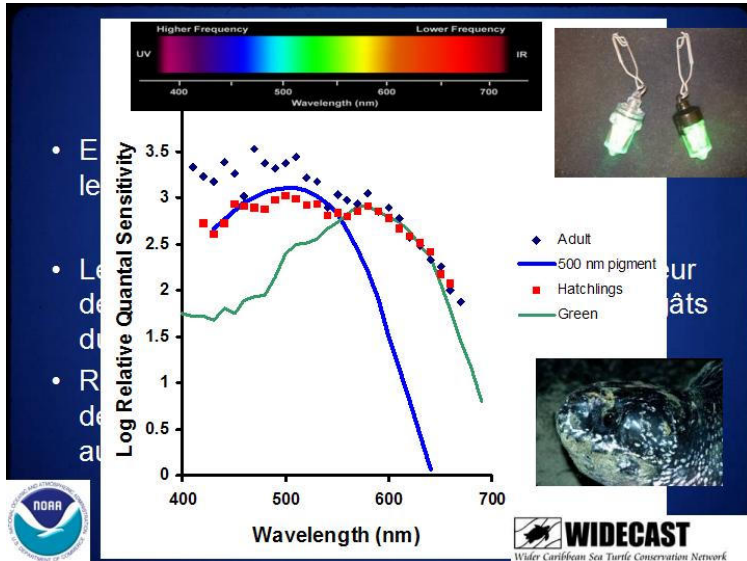 Higher Frequency Lower Frequency
UV IR
400 500 600 700
Wavelength (nm)
3.5
3
2.5
2
1.5
1
0.5
0
400 500 600 700
Log Relative Quantal Sensitivity
Wavelength (nm)
Adult
500 nm pigment
Hatchlings
Green
• E
le
• Le eur
de gâts
du
• R
de
au
NOAA
NATIONAL OCEANIC AND ATMOSPHERIC ADMINISTRATION
U.S. DEPARTMENT OF COMMERCE
WIDECAST
Wider Caribbean Sea Turtle Conservation Network